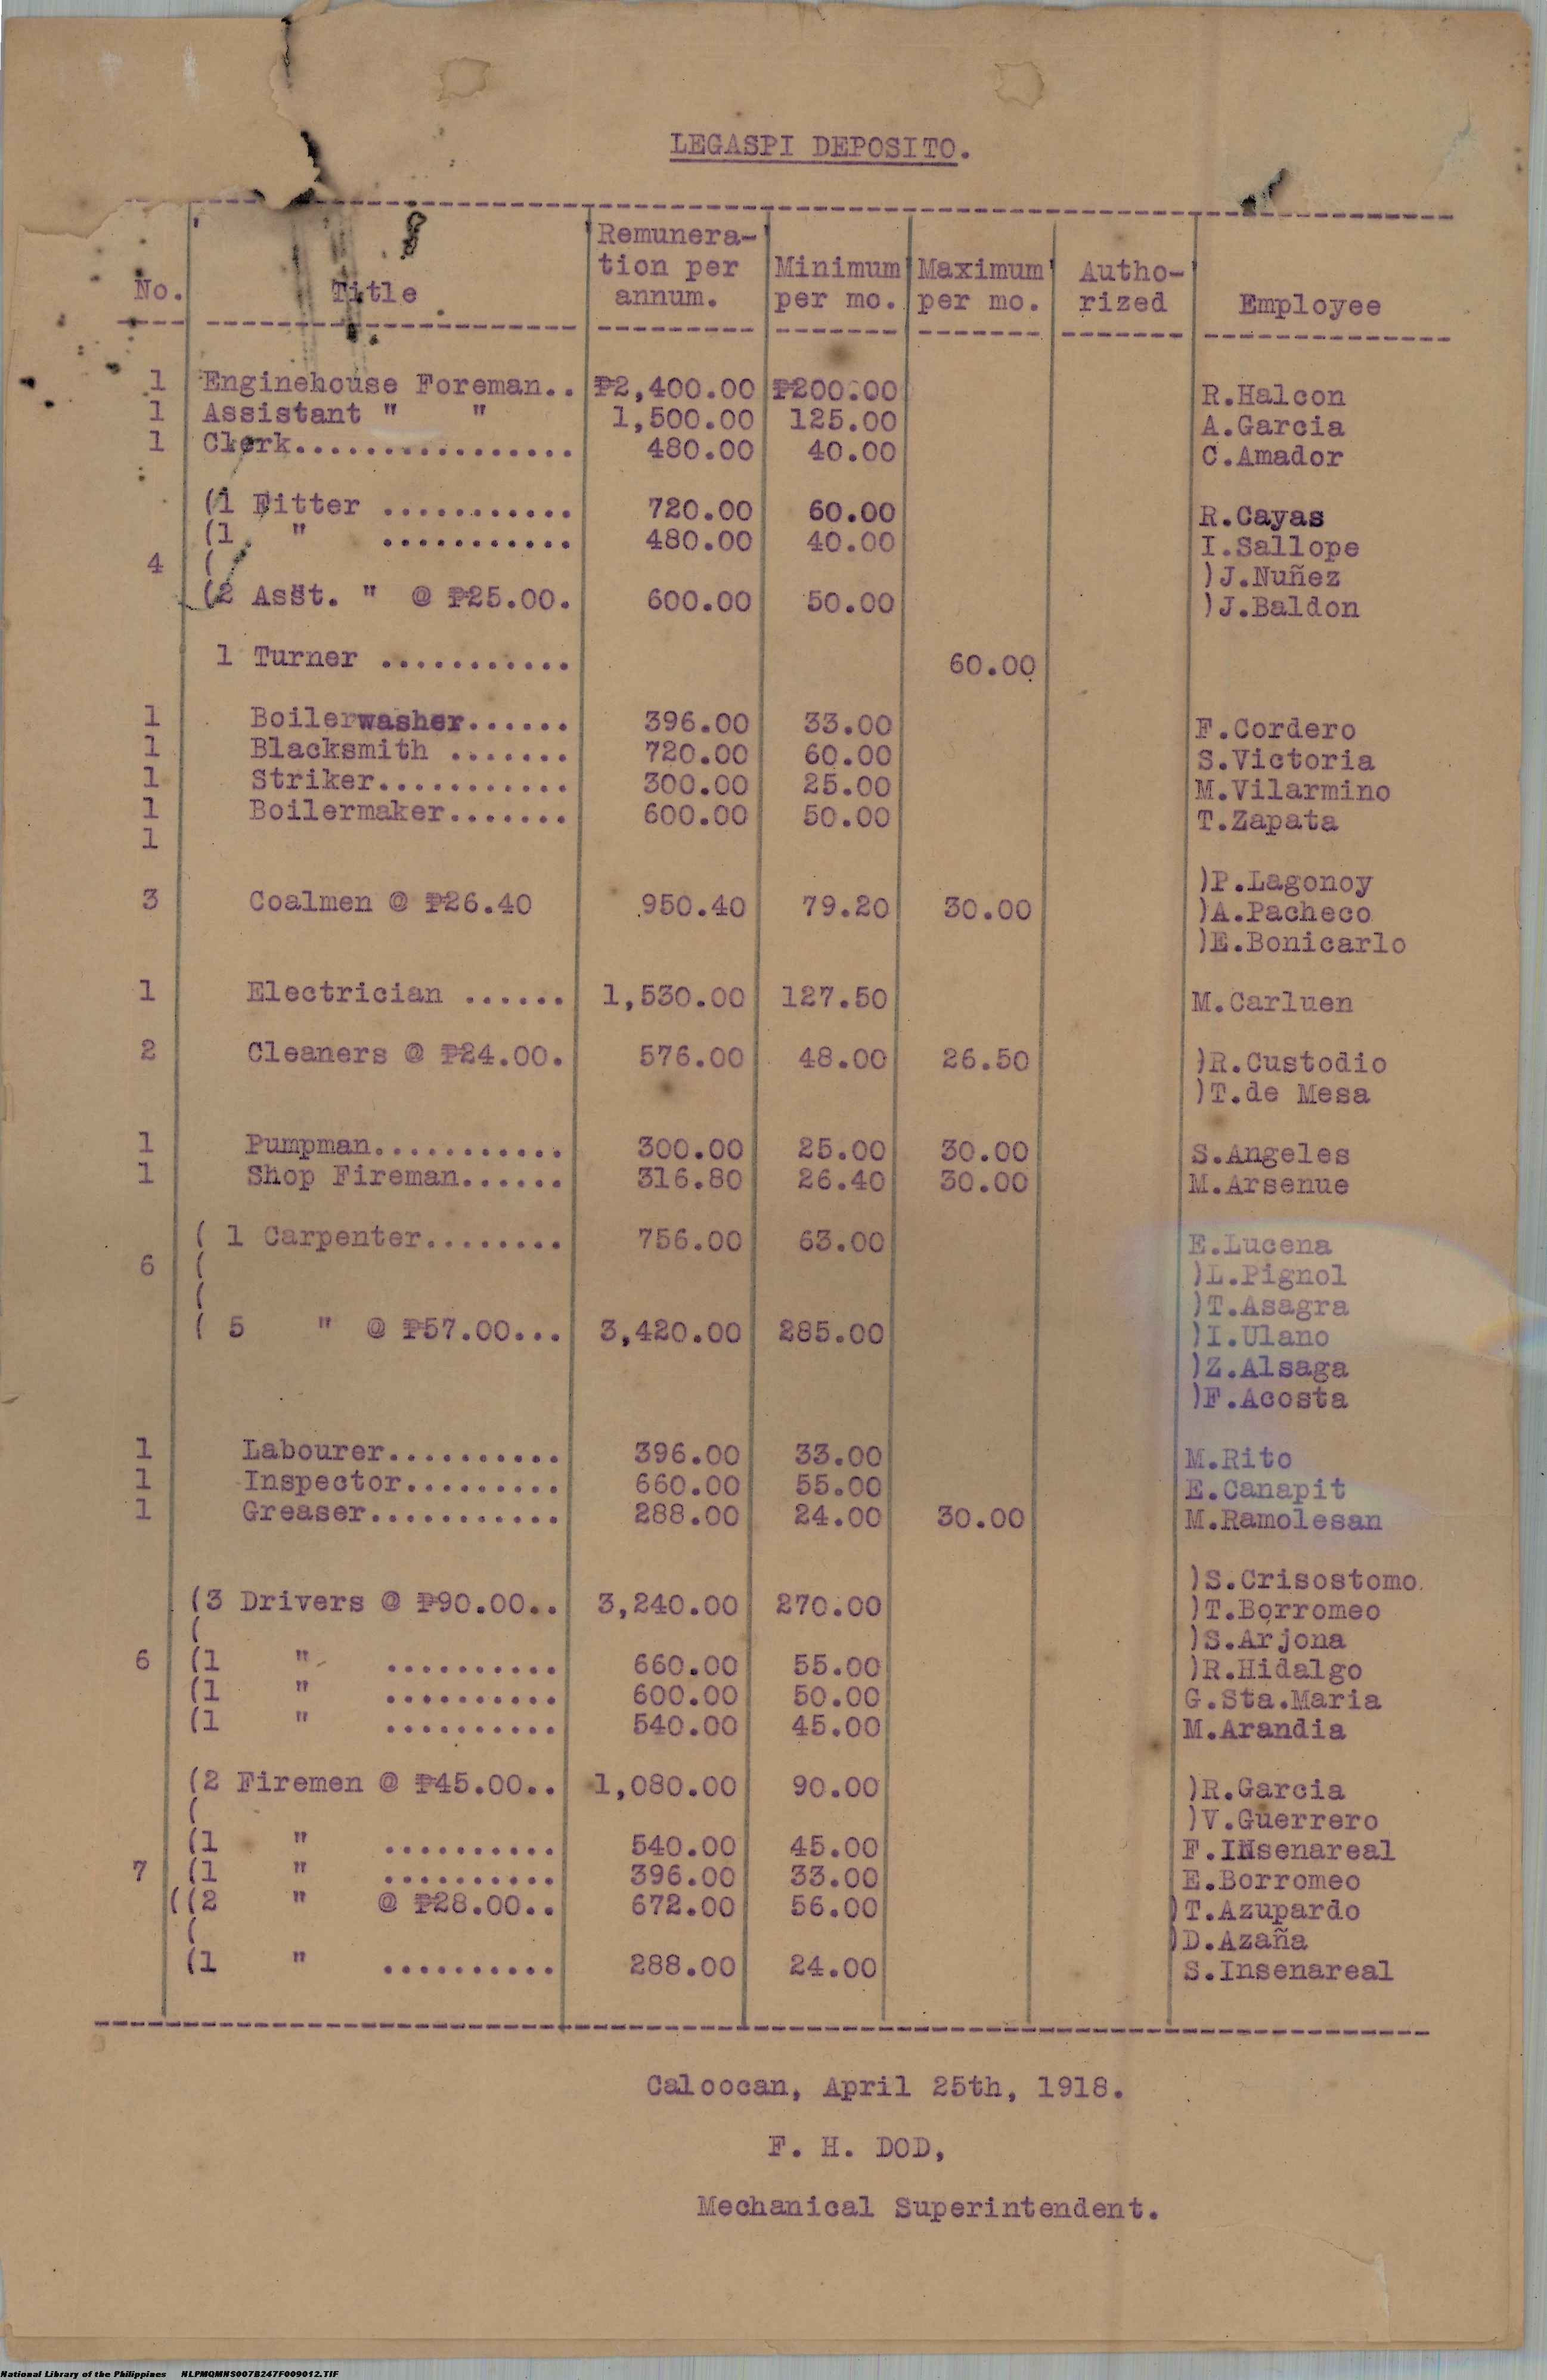 LEGASPI DEPOSITO.
No. Title Remunera-tion per annum. Minimum per mo. Maximum per mo. Autho-rized Employee
1 Enginehouse Foreman.. ₱2,400.00 ₱200.00 R.Halcon
1 Assistant " " 1,500.00 125.00 A.Garcia
1 Clerk................ 480.00 40.00 C.Amador
(1 Fitter ........... 720.00 60.00 R.Cayas
(1 " ........... 480.00 40.00 I.Sallope
4 ( )J.Nuñez
(2 Asst. " @ ₱25.00. 600.00 50.00 )J.Baldon
1 Turner ........... 60.00
1 Boilerwasher...... 396.00 33.00 F.Cordero
1 Blacksmith ....... 720.00 60.00 S.Victoria
1 Striker........... 300.00 25.00 M.Vilarmino
1 Boilermaker....... 600.00 50.00 T.Zapata
1
)P.Lagonoy
3 Coalmen @ ₱26.40 950.40 79.20 30.00 )A.Pacheco
)E.Bonicarlo
1 Electrician ...... 1,530.00 127.50 M.Carluen
2 Cleaners @ ₱24.00. 576.00 48.00 26.50 )R.Custodio
)T.de Mesa
1 Pumpman........... 300.00 25.00 30.00 S.Angeles
1 Shop Fireman...... 316.80 26.40 30.00 M.Arsenue
( 1 Carpenter........ 756.00 63.00 E.Lucena
6 ( )L.Pignol
( )T.Asagra
( 5 " @ ₱57.00... 3,420.00 285.00 )I.Ulano
)Z.Alsaga
)F.Acosta
1 Labourer.......... 396.00 33.00 M.Rito
1 Inspector......... 660.00 55.00 E.Canapit
1 Greaser........... 288.00 24.00 30.00 M.Ramolesan
)S.Crisostomo.
(3 Drivers @ ₱90.00.. 3,240.00 270.00 )T.Borromeo
( )S.Arjona
6 (1 " .......... 660.00 55.00 )R.Hidalgo
(1 " .......... 600.00 50.00 G.Sta.Maria
(1 " .......... 540.00 45.00 M.Arandia
(2 Firemen @ ₱45.00.. 1,080.00 90.00 )R.Garcia
( )V.Guerrero
(1 " .......... 540.00 45.00 F.INsenareal
7 (1 " .......... 396.00 33.00 E.Borromeo
((2 " @ ₱28.00.. 672.00 56.00 )T.Azupardo
( )D.Azaña
(1 " .......... 288.00 24.00 S.Insenareal
Caloocan, April 25th, 1918.
F. H. DOD,
Mechanical Superintendent.
National Library of the Philippines NLPMQMNS007B247F009012.TIF